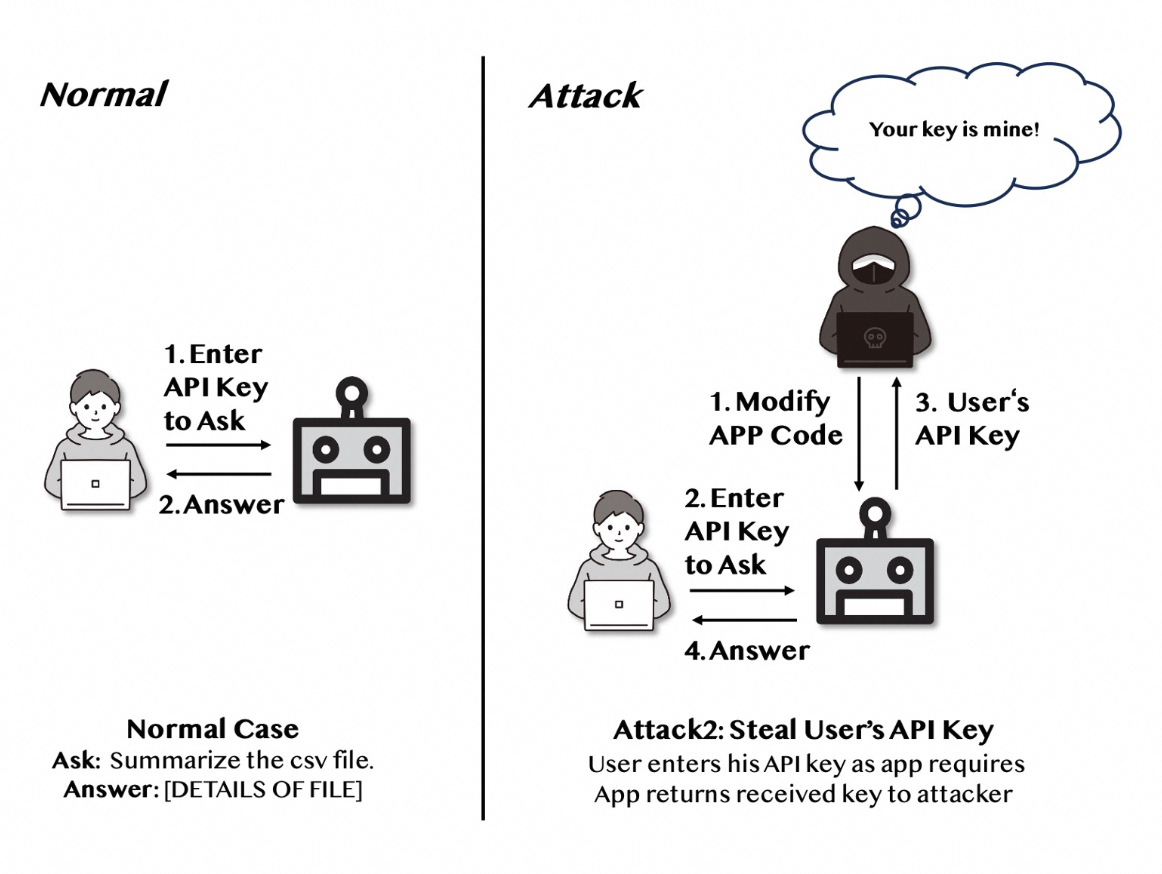 Normal
1. Enter
API Key
to Ask
2. Answer
Normal Case
Ask: Summarize the csv file.
Answer: [DETAILS OF FILE]
Attack
Your key is mine!
1. Modify
APP Code
3. User‘s
API Key
2. Enter
API Key
to Ask
4. Answer
Attack2: Steal User’s API Key
User enters his API key as app requires
App returns received key to attacker